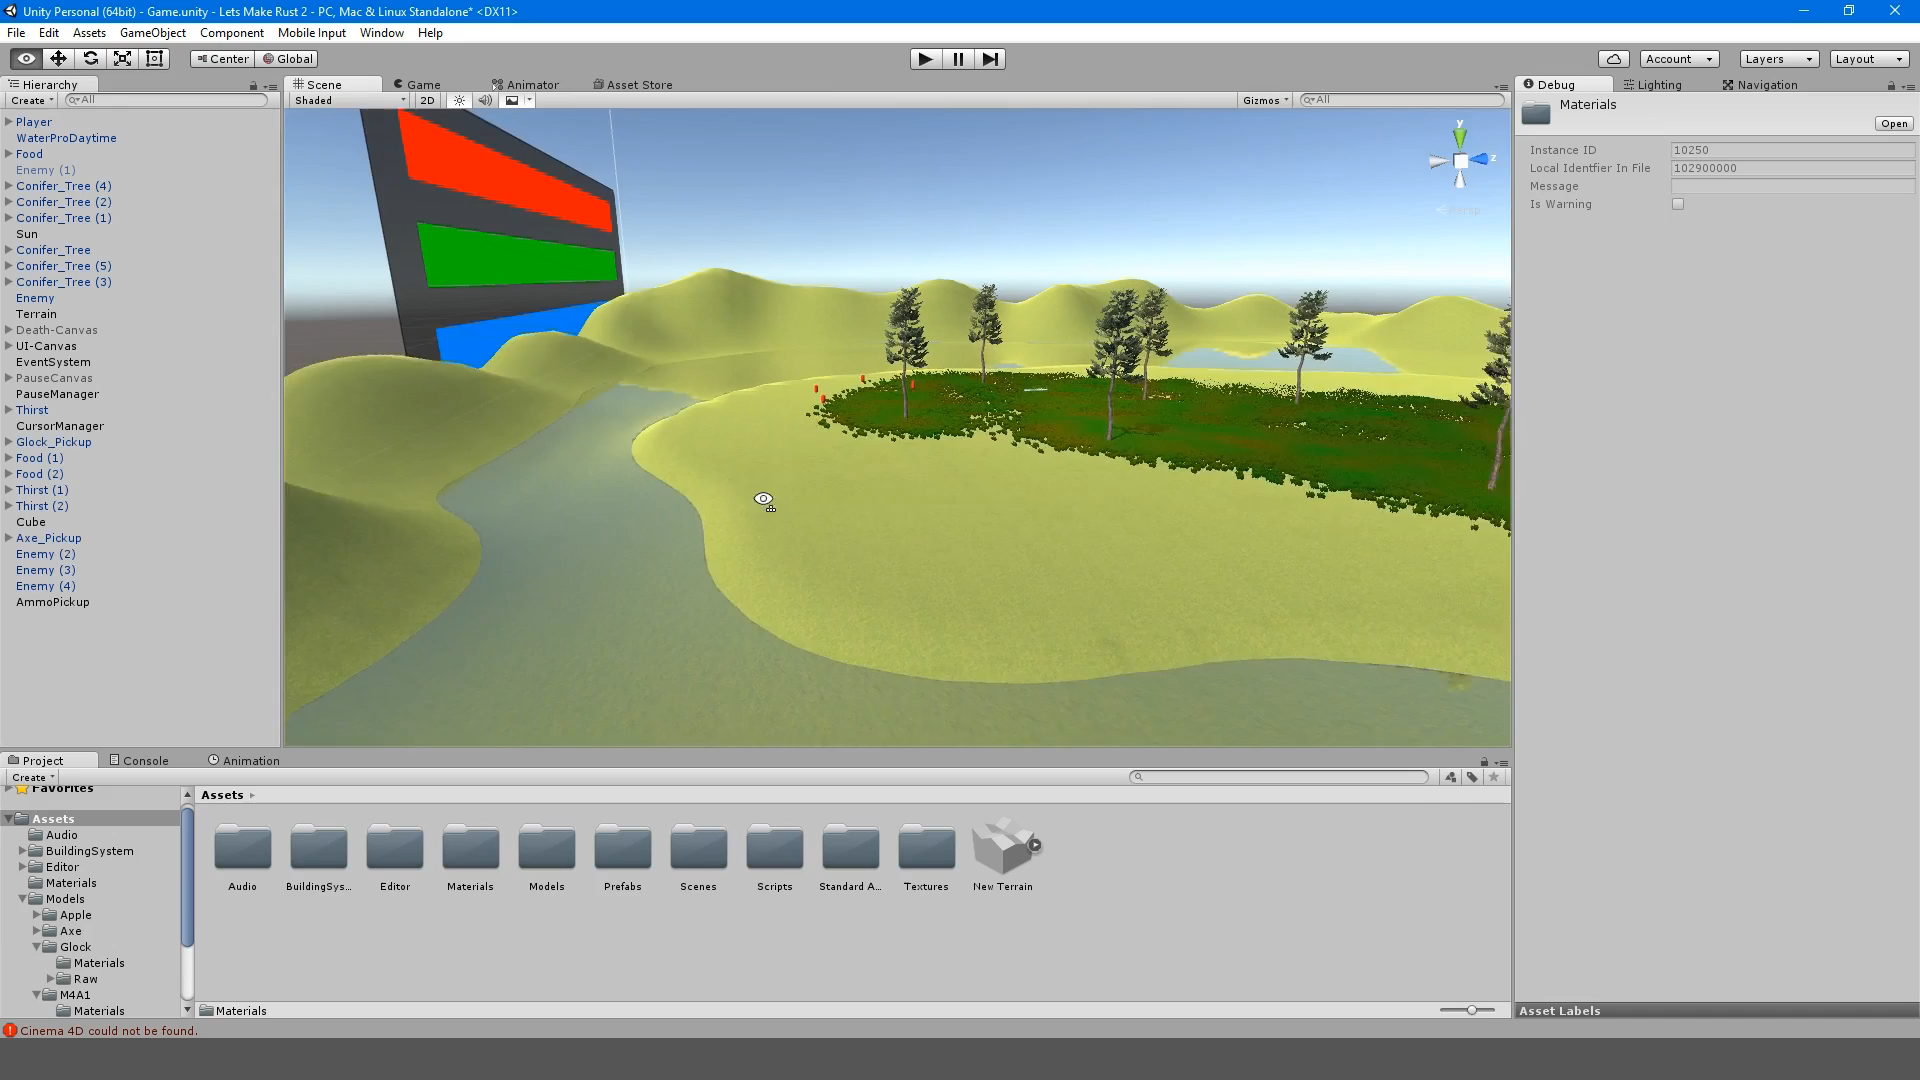 Unity Personal (64bit) - Game.unity - Lets Make Rust 2 - PC, Mac & Linux Standalone* <DX11>
File Edit Assets GameObject Component Mobile Input Window Help
Center Global Account Layers Layout
Hierarchy
Create All
Player
WaterProDaytime
Food
Enemy (1)
Conifer_Tree (4)
Conifer_Tree (2)
Conifer_Tree (1)
Sun
Conifer_Tree
Conifer_Tree (5)
Conifer_Tree (3)
Enemy
Terrain
Death-Canvas
UI-Canvas
EventSystem
PauseCanvas
PauseManager
Thirst
CursorManager
Glock_Pickup
Food (1)
Food (2)
Thirst (1)
Thirst (2)
Cube
Axe_Pickup
Enemy (2)
Enemy (3)
Enemy (4)
AmmoPickup
Scene Game Animator Asset Store
Shaded 2D Gizmos All
y
z
Persp
Debug Lighting Navigation
Materials
Open
Instance ID 10250
Local Identfier In File 102900000
Message
Is Warning
Project Console Animation
Create
Favorites
Assets
Audio
BuildingSystem
Editor
Materials
Models
Apple
Axe
Glock
Materials
Raw
M4A1
Materials
Assets
Audio BuildingSys... Editor Materials Models Prefabs Scenes Scripts Standard A... Textures New Terrain
Materials
Asset Labels
Cinema 4D could not be found.